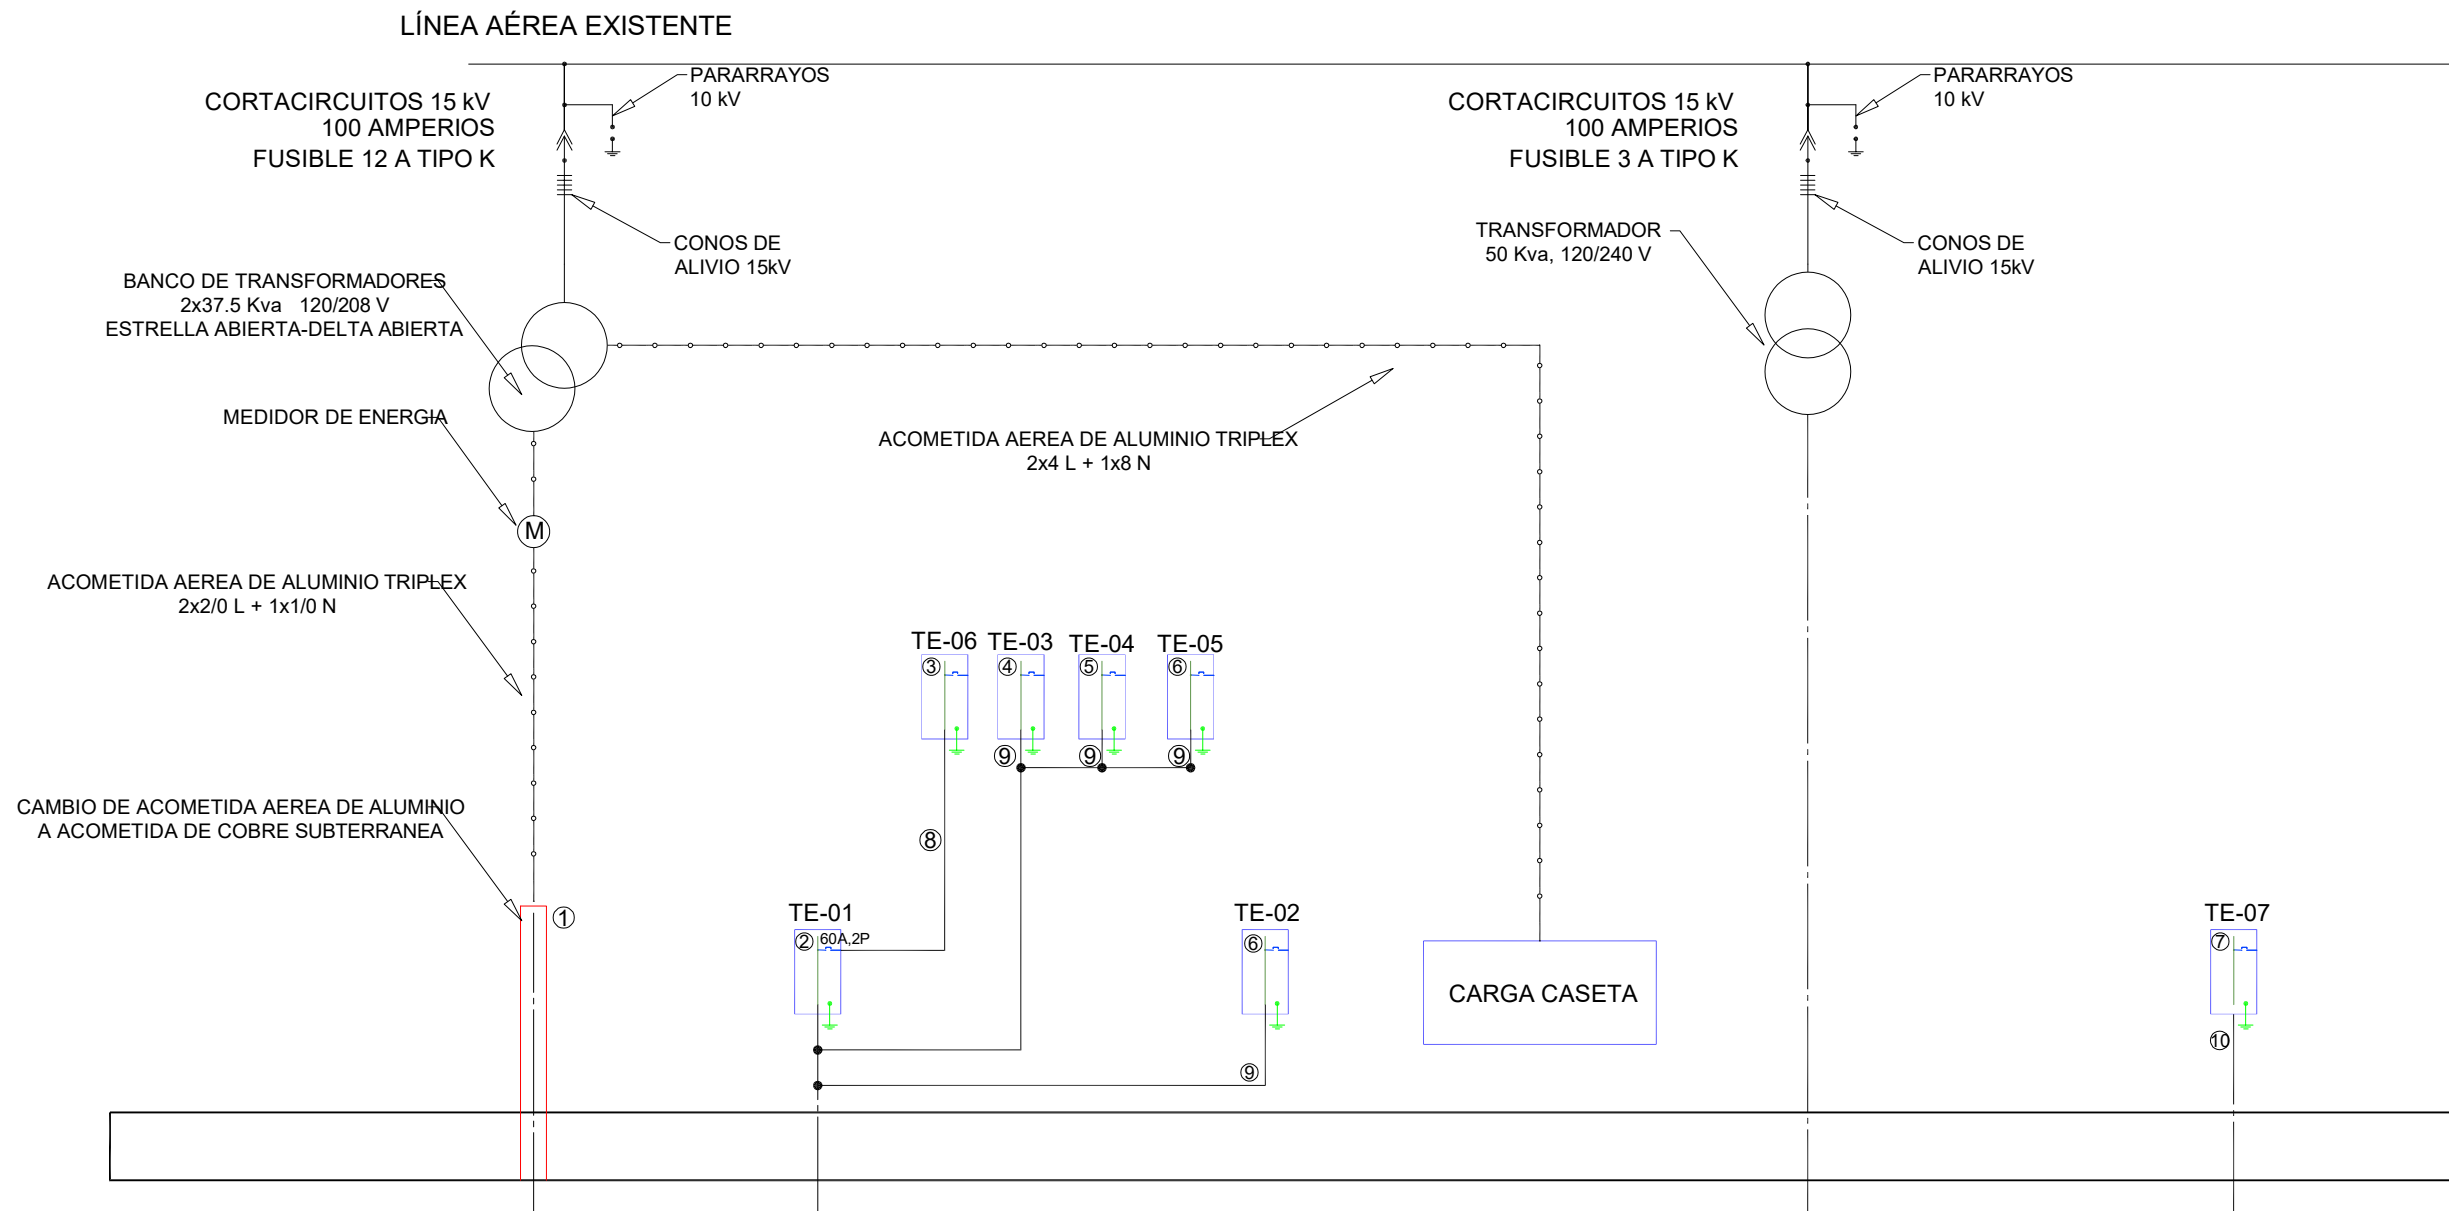 LÍNEA AÉREA EXISTENTE
PARARRAYOS
10 kV
CORTACIRCUITOS 15 kV
100 AMPERIOS
FUSIBLE 12 A TIPO K
CONOS DE
ALIVIO 15kV
BANCO DE TRANSFORMADORES
2x37.5 Kva 120/208 V
ESTRELLA ABIERTA-DELTA ABIERTA
MEDIDOR DE ENERGIA
M
ACOMETIDA AEREA DE ALUMINIO TRIPLEX
2x2/0 L + 1x1/0 N
CAMBIO DE ACOMETIDA AEREA DE ALUMINIO
A ACOMETIDA DE COBRE SUBTERRANEA
1
ACOMETIDA AEREA DE ALUMINIO TRIPLEX
2x4 L + 1x8 N
PARARRAYOS
10 kV
CORTACIRCUITOS 15 kV
100 AMPERIOS
FUSIBLE 3 A TIPO K
TRANSFORMADOR
50 Kva, 120/240 V
CONOS DE
ALIVIO 15kV
TE-06 TE-03 TE-04 TE-05
3 4 5 6
9 9 9
8
TE-01
2 60A,2P
TE-02
6
9
CARGA CASETA
TE-07
7
10